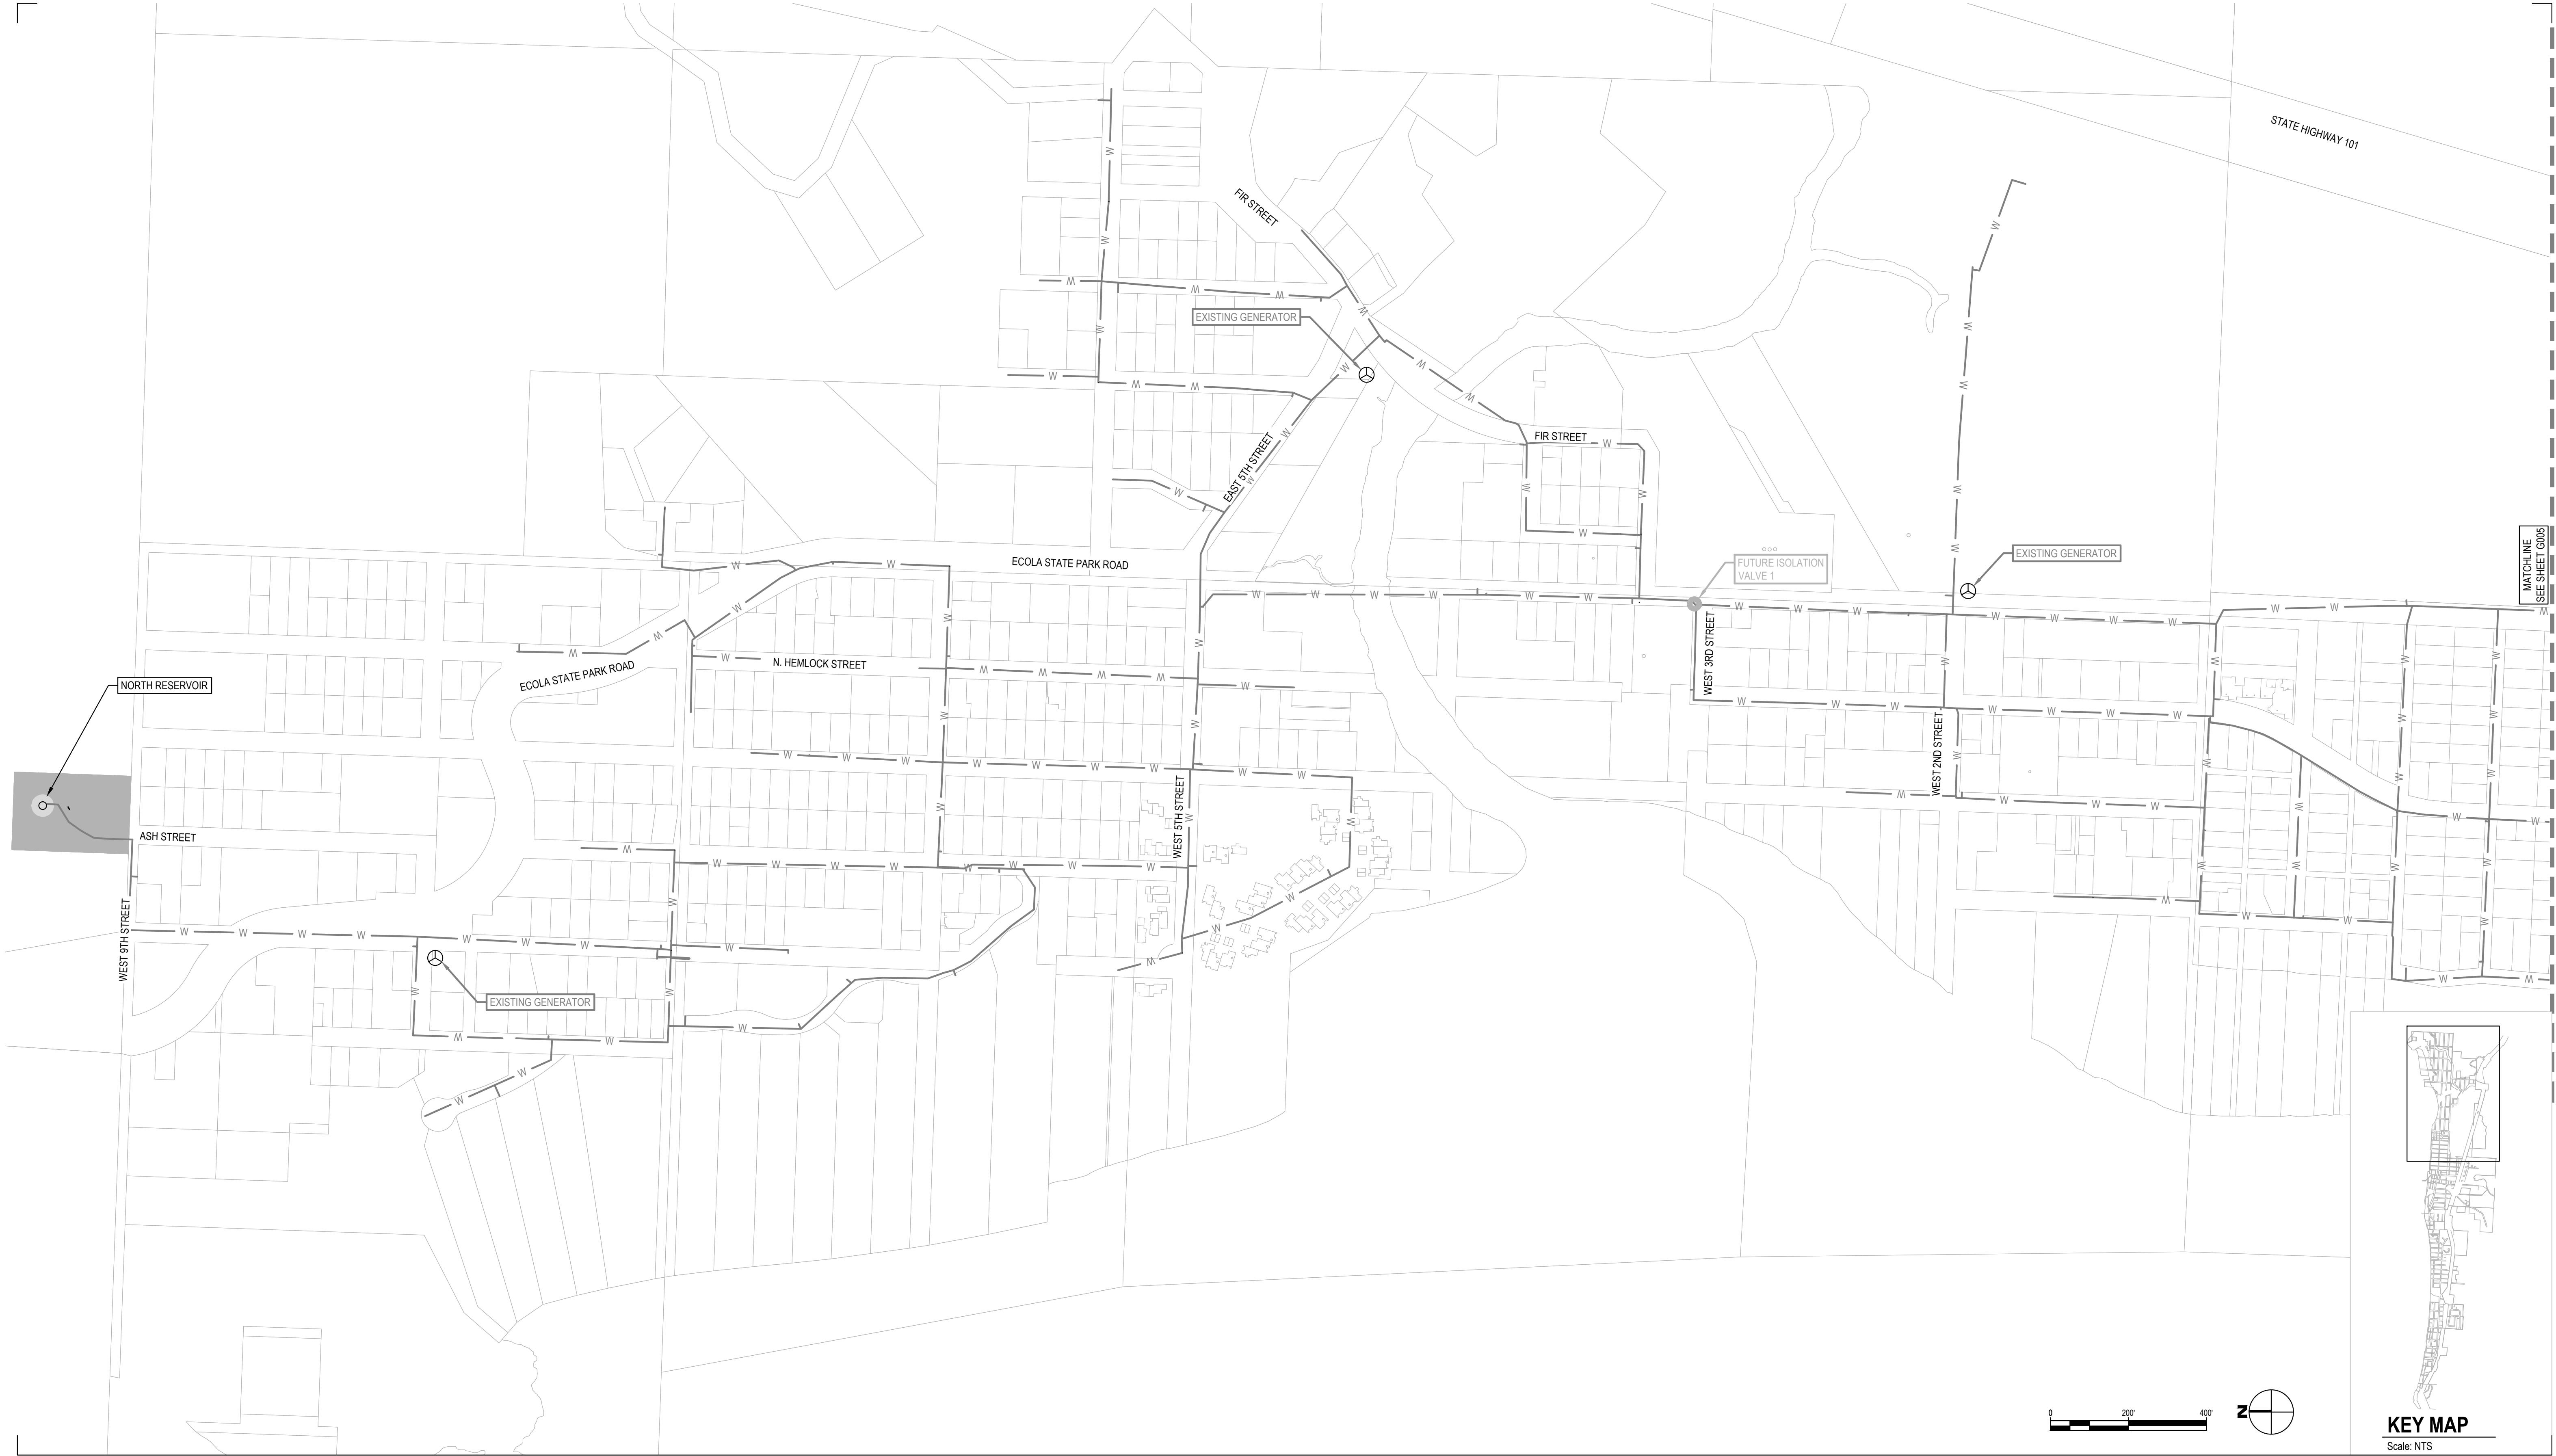 STATE HIGHWAY 101
FIR STREET
EXISTING GENERATOR
FIR STREET
EAST 5TH STREET
ECOLA STATE PARK ROAD
FUTURE ISOLATION
VALVE 1
EXISTING GENERATOR
MATCHLINE
SEE SHEET G005
NORTH RESERVOIR
ECOLA STATE PARK ROAD
N. HEMLOCK STREET
WEST 3RD STREET
WEST 2ND STREET
WEST 5TH STREET
ASH STREET
WEST 9TH STREET
EXISTING GENERATOR
0
200'
400'
N
KEY MAP
Scale: NTS